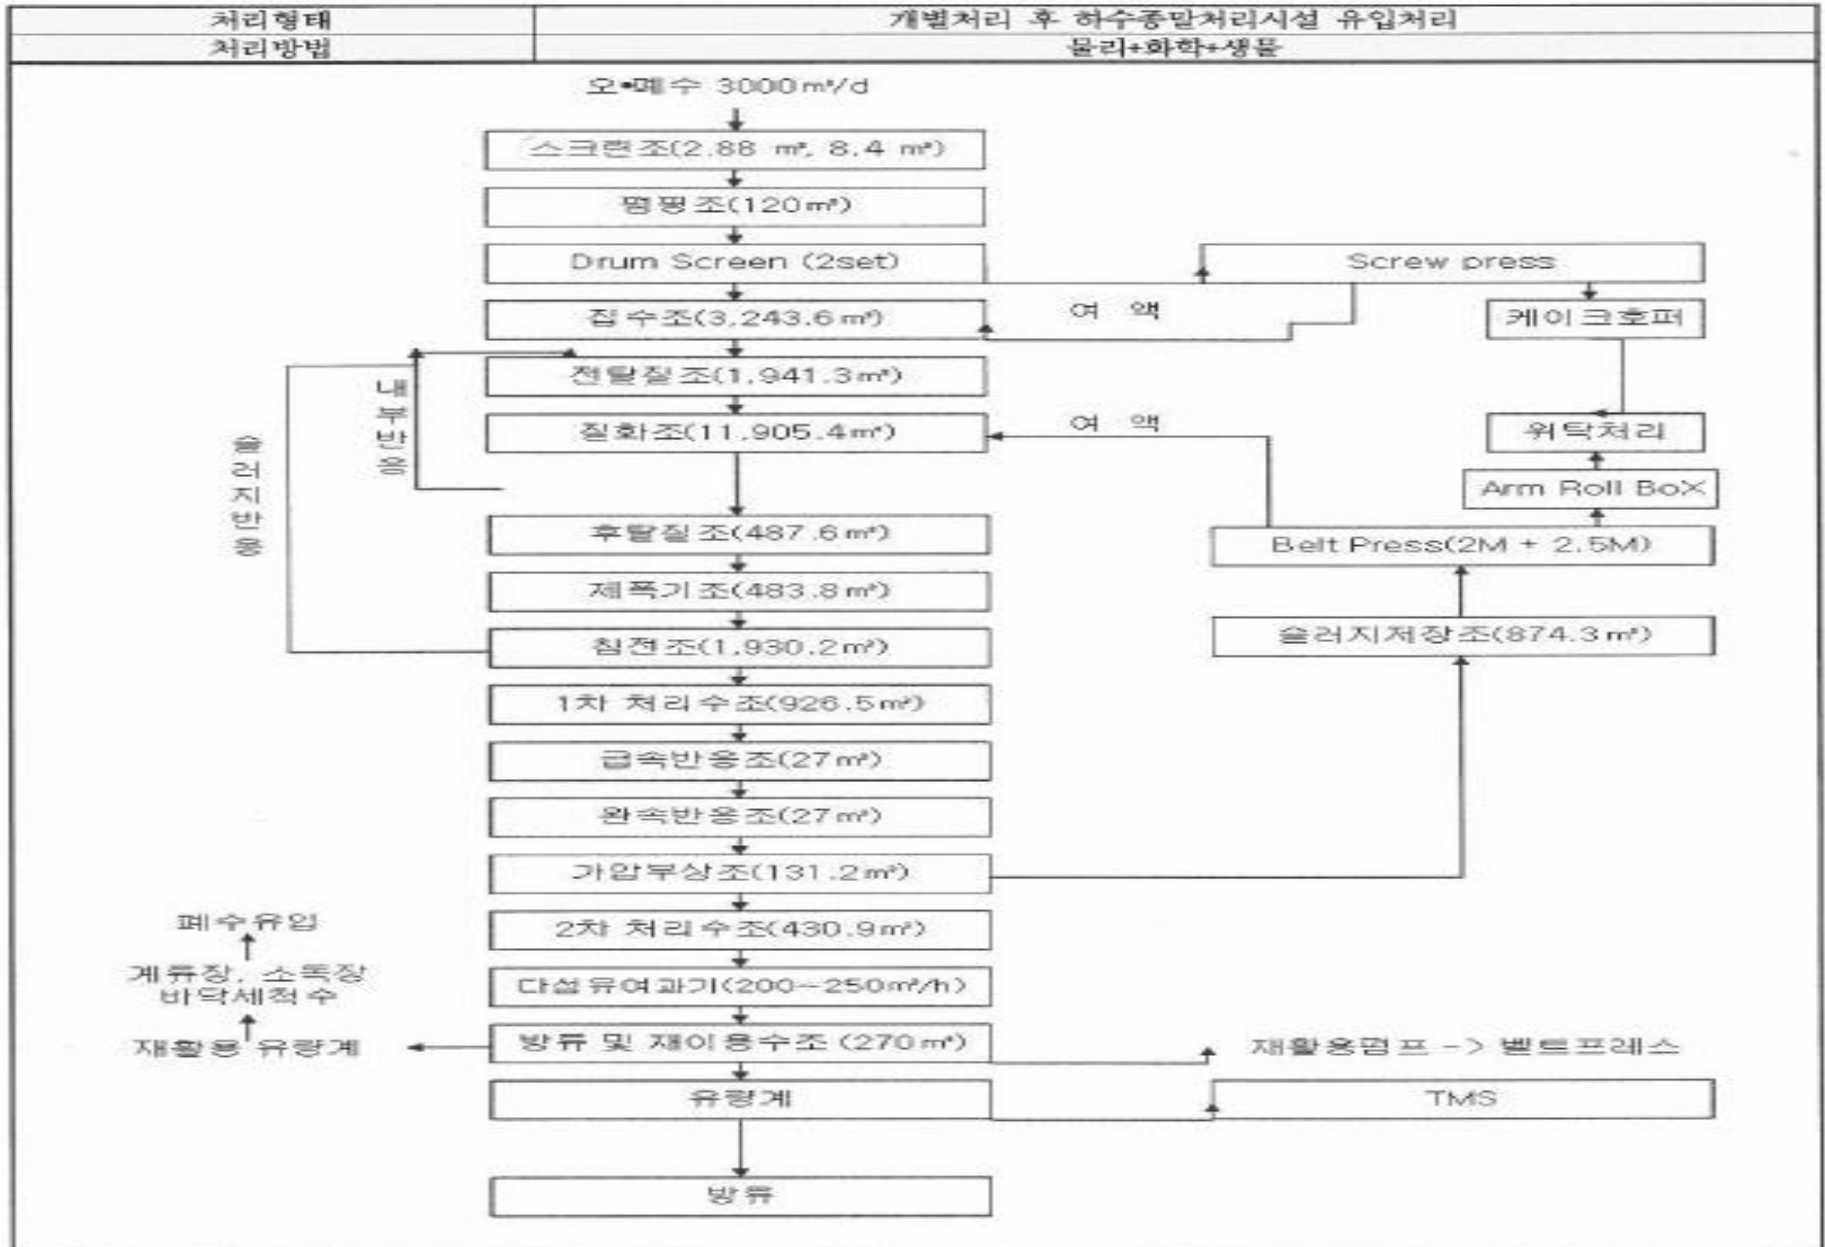 처리형태 개별처리 후 하수종말처리시설 유입처리
처리방법 물리+화학+생물
오•폐수 3000㎥/d
스크린조(2.88 ㎥, 8.4 ㎥)
펌핑조(120㎥)
Drum Screen (2set)
Screw press
집수조(3,243.6㎥)
여 액
케이크호퍼
전탈질조(1,941.3㎥)
내부반응
질화조(11,905.4㎥)
여 액
위탁처리
슬러지반응
Arm Roll BoX
후탈질조(487.6㎥)
Belt Press(2M + 2.5M)
제폭기조(483.8㎥)
침전조(1,930.2㎥)
슬러지저장조(874.3㎥)
1차 처리수조(926.5㎥)
급속반응조(27㎥)
완속반응조(27㎥)
가압부상조(131.2㎥)
2차 처리수조(430.9㎥)
폐수유입
계류장, 소독장
바닥세척수
다섬유여과기(200~250㎥/h)
재활용 유량계
방류 및 재이용수조 (270㎥)
재활용펌프 -> 벨트프레스
유량계
TMS
방류